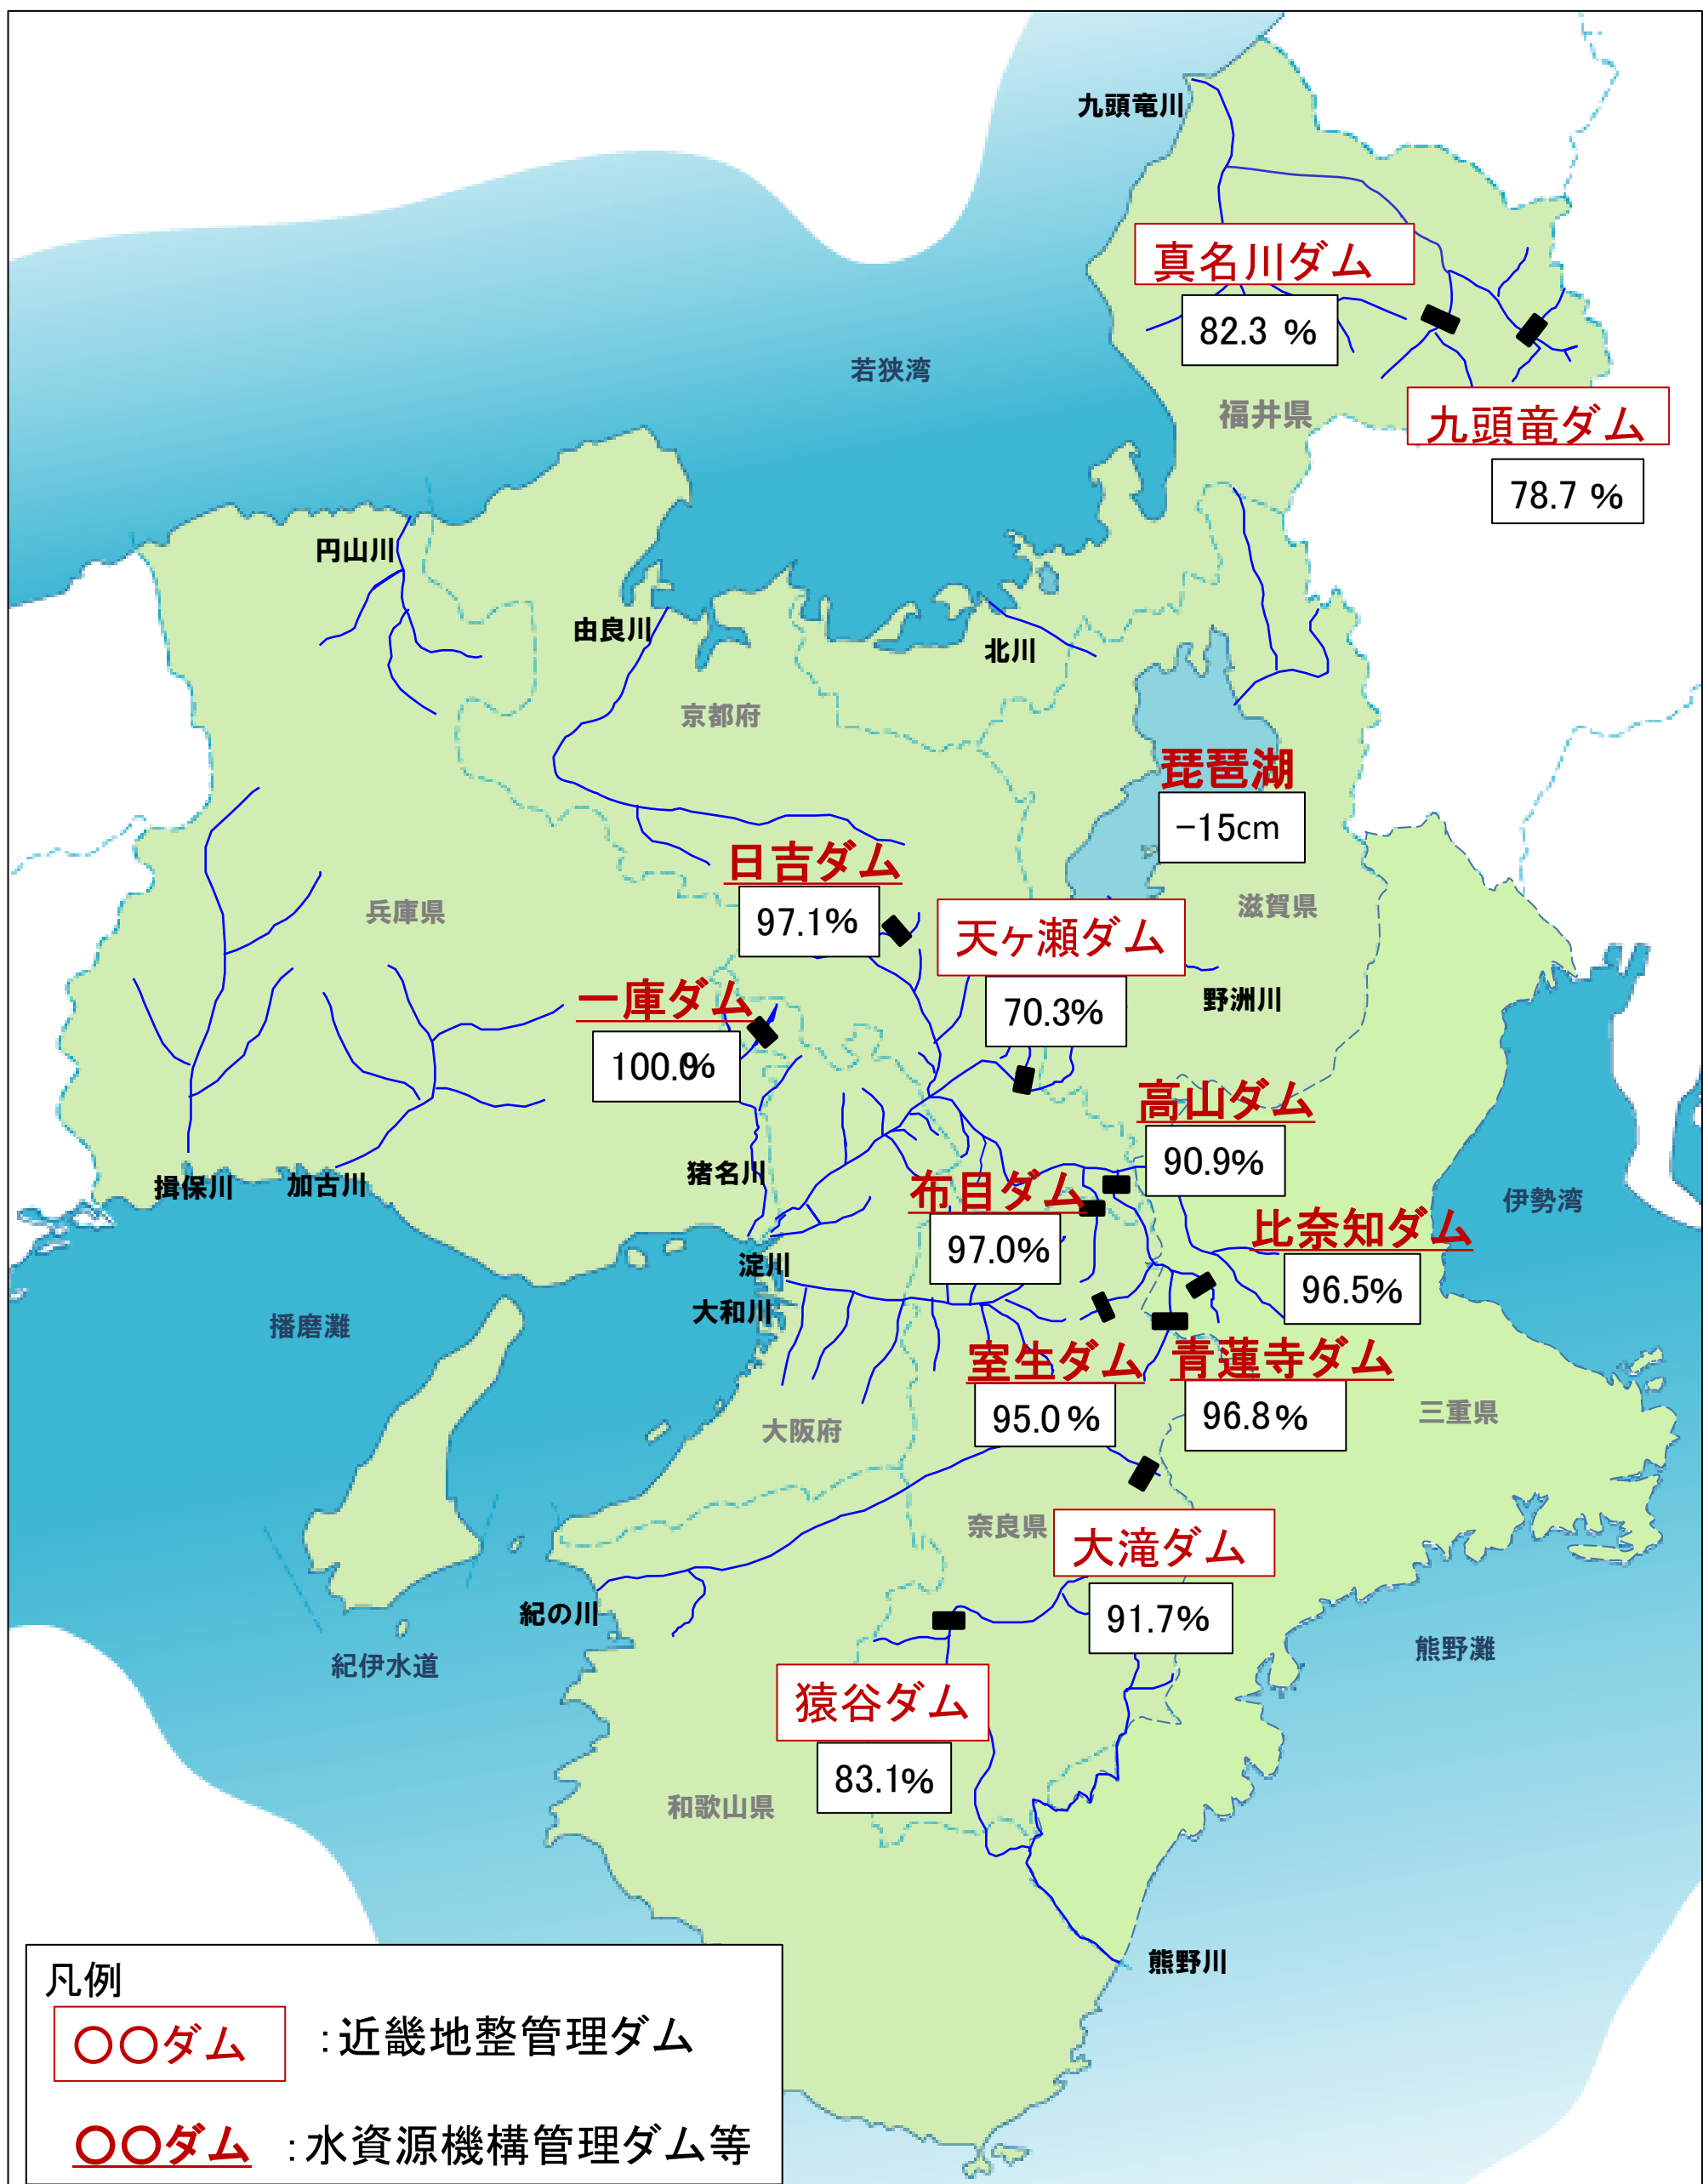 九頭竜川
真名川ダム
82.3 %
若狭湾
福井県
九頭竜ダム
78.7 %
円山川
由良川
北川
京都府
琵琶湖
-15cm
日吉ダム
97.1%
兵庫県
滋賀県
天ヶ瀬ダム
70.3%
野洲川
一庫ダム
100.0%
高山ダム
90.9%
猪名川
揖保川
加古川
布目ダム
97.0%
伊勢湾
比奈知ダム
96.5%
淀川
大和川
播磨灘
室生ダム
95.0 %
青蓮寺ダム
96.8 %
三重県
大阪府
奈良県
大滝ダム
91.7%
紀の川
紀伊水道
熊野灘
猿谷ダム
83.1%
和歌山県
熊野川
凡例
〇〇ダム :近畿地整管理ダム
〇〇ダム :水資源機構管理ダム等